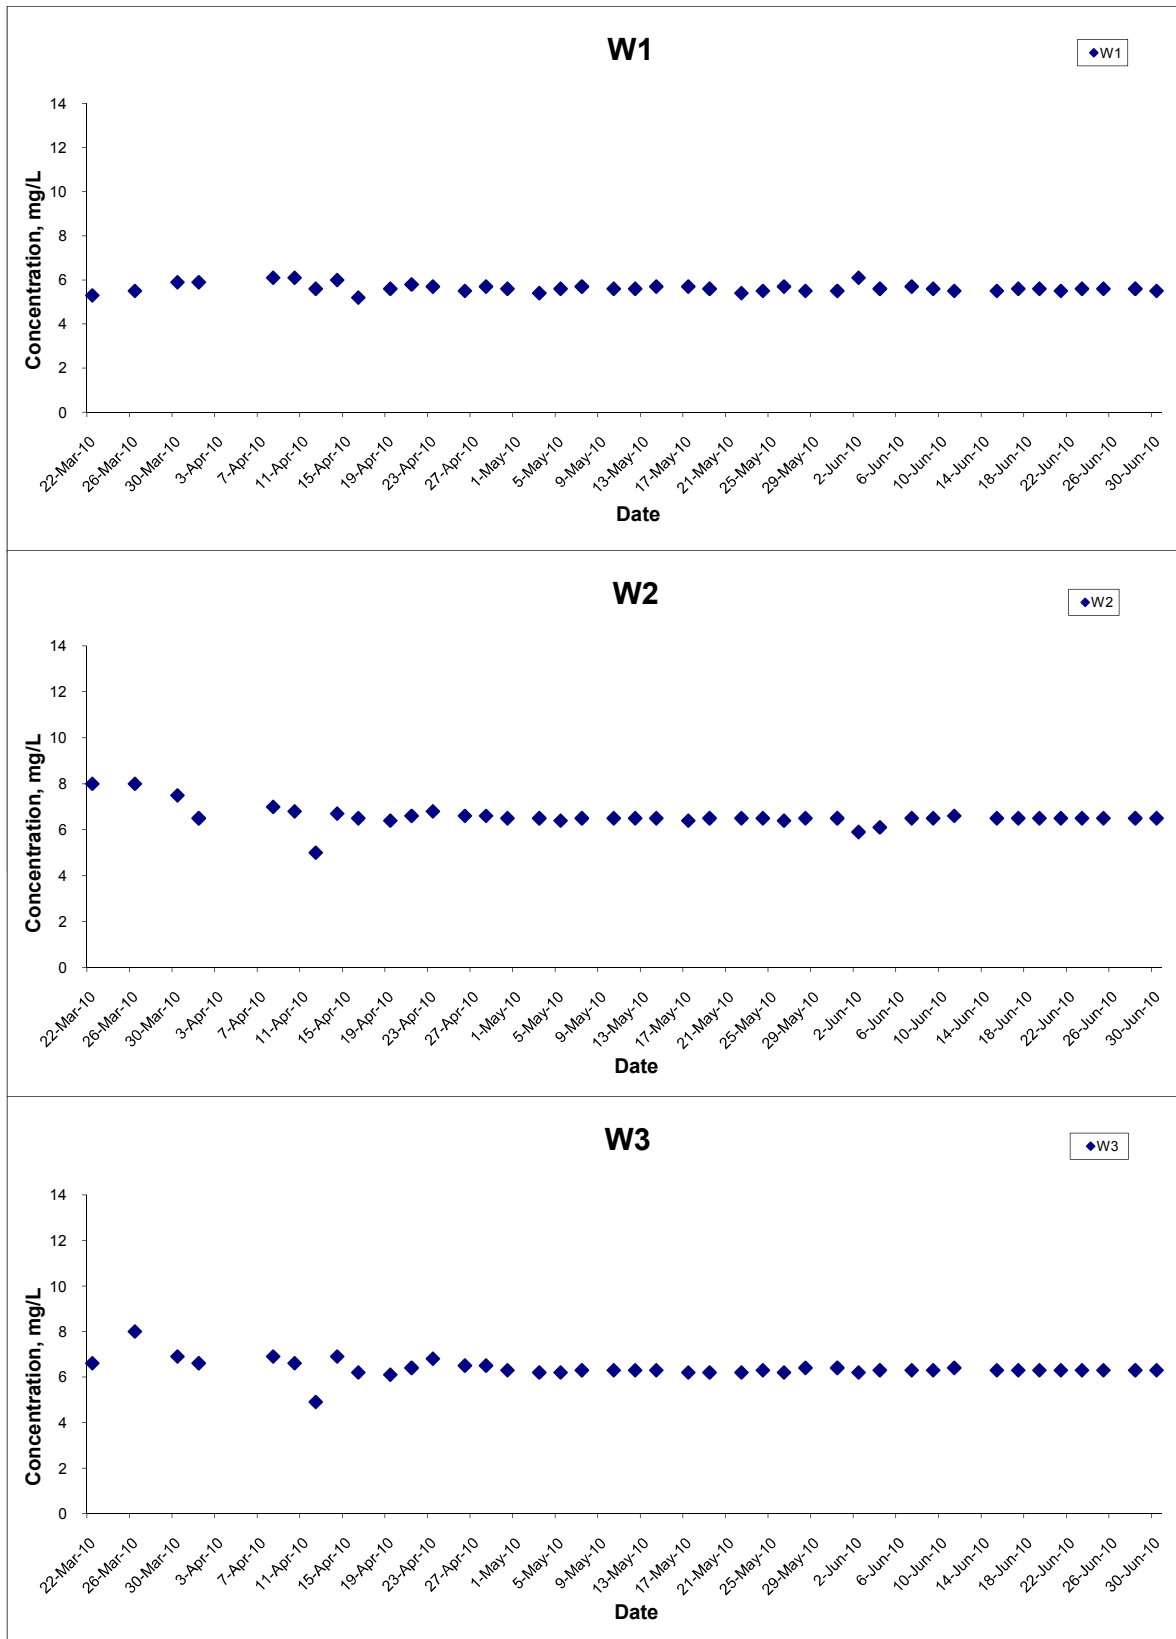 W1
W1
14
12
10
8
6
4
2
0
Concentration, mg/L
22-Mar-10
26-Mar-10
30-Mar-10
3-Apr-10
7-Apr-10
11-Apr-10
15-Apr-10
19-Apr-10
23-Apr-10
27-Apr-10
1-May-10
5-May-10
9-May-10
13-May-10
17-May-10
21-May-10
25-May-10
29-May-10
2-Jun-10
6-Jun-10
10-Jun-10
14-Jun-10
18-Jun-10
22-Jun-10
26-Jun-10
30-Jun-10
Date
W2
W2
14
12
10
8
6
4
2
0
Concentration, mg/L
22-Mar-10
26-Mar-10
30-Mar-10
3-Apr-10
7-Apr-10
11-Apr-10
15-Apr-10
19-Apr-10
23-Apr-10
27-Apr-10
1-May-10
5-May-10
9-May-10
13-May-10
17-May-10
21-May-10
25-May-10
29-May-10
2-Jun-10
6-Jun-10
10-Jun-10
14-Jun-10
18-Jun-10
22-Jun-10
26-Jun-10
30-Jun-10
Date
W3
W3
14
12
10
8
6
4
2
0
Concentration, mg/L
22-Mar-10
26-Mar-10
30-Mar-10
3-Apr-10
7-Apr-10
11-Apr-10
15-Apr-10
19-Apr-10
23-Apr-10
27-Apr-10
1-May-10
5-May-10
9-May-10
13-May-10
17-May-10
21-May-10
25-May-10
29-May-10
2-Jun-10
6-Jun-10
10-Jun-10
14-Jun-10
18-Jun-10
22-Jun-10
26-Jun-10
30-Jun-10
Date